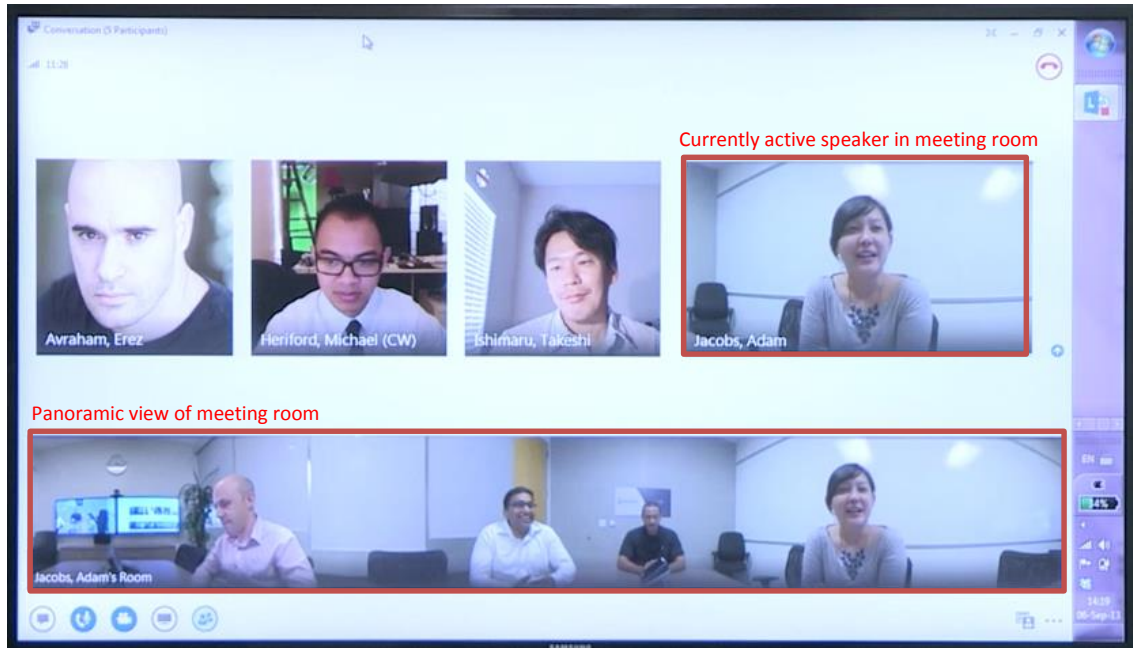 Conversation (5 Participants)
11:28
Currently active speaker in meeting room
Avraham, Erez
Heriford, Michael (CW)
Ishimaru, Takeshi
Jacobs, Adam
Panoramic view of meeting room
Jacobs, Adam's Room
EN
4%
14:19
06-Sep-13
SAMSUNG